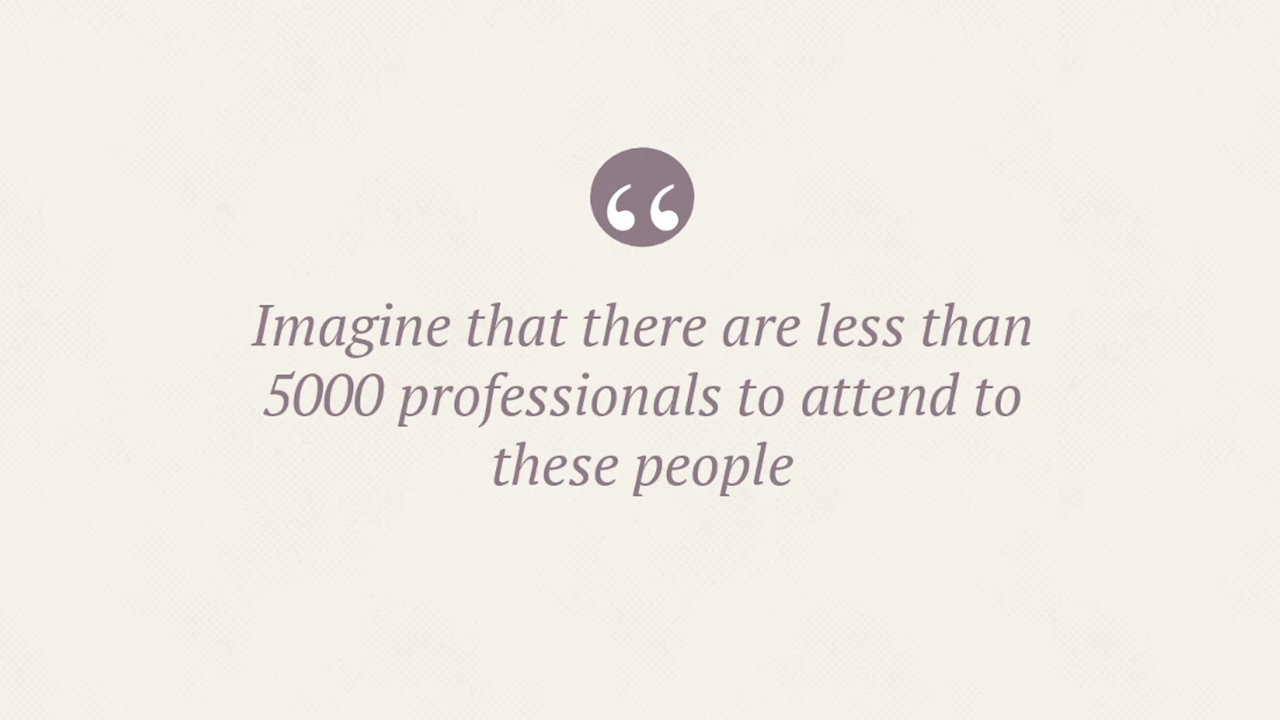 “
Imagine that there are less than
5000 professionals to attend to
these people